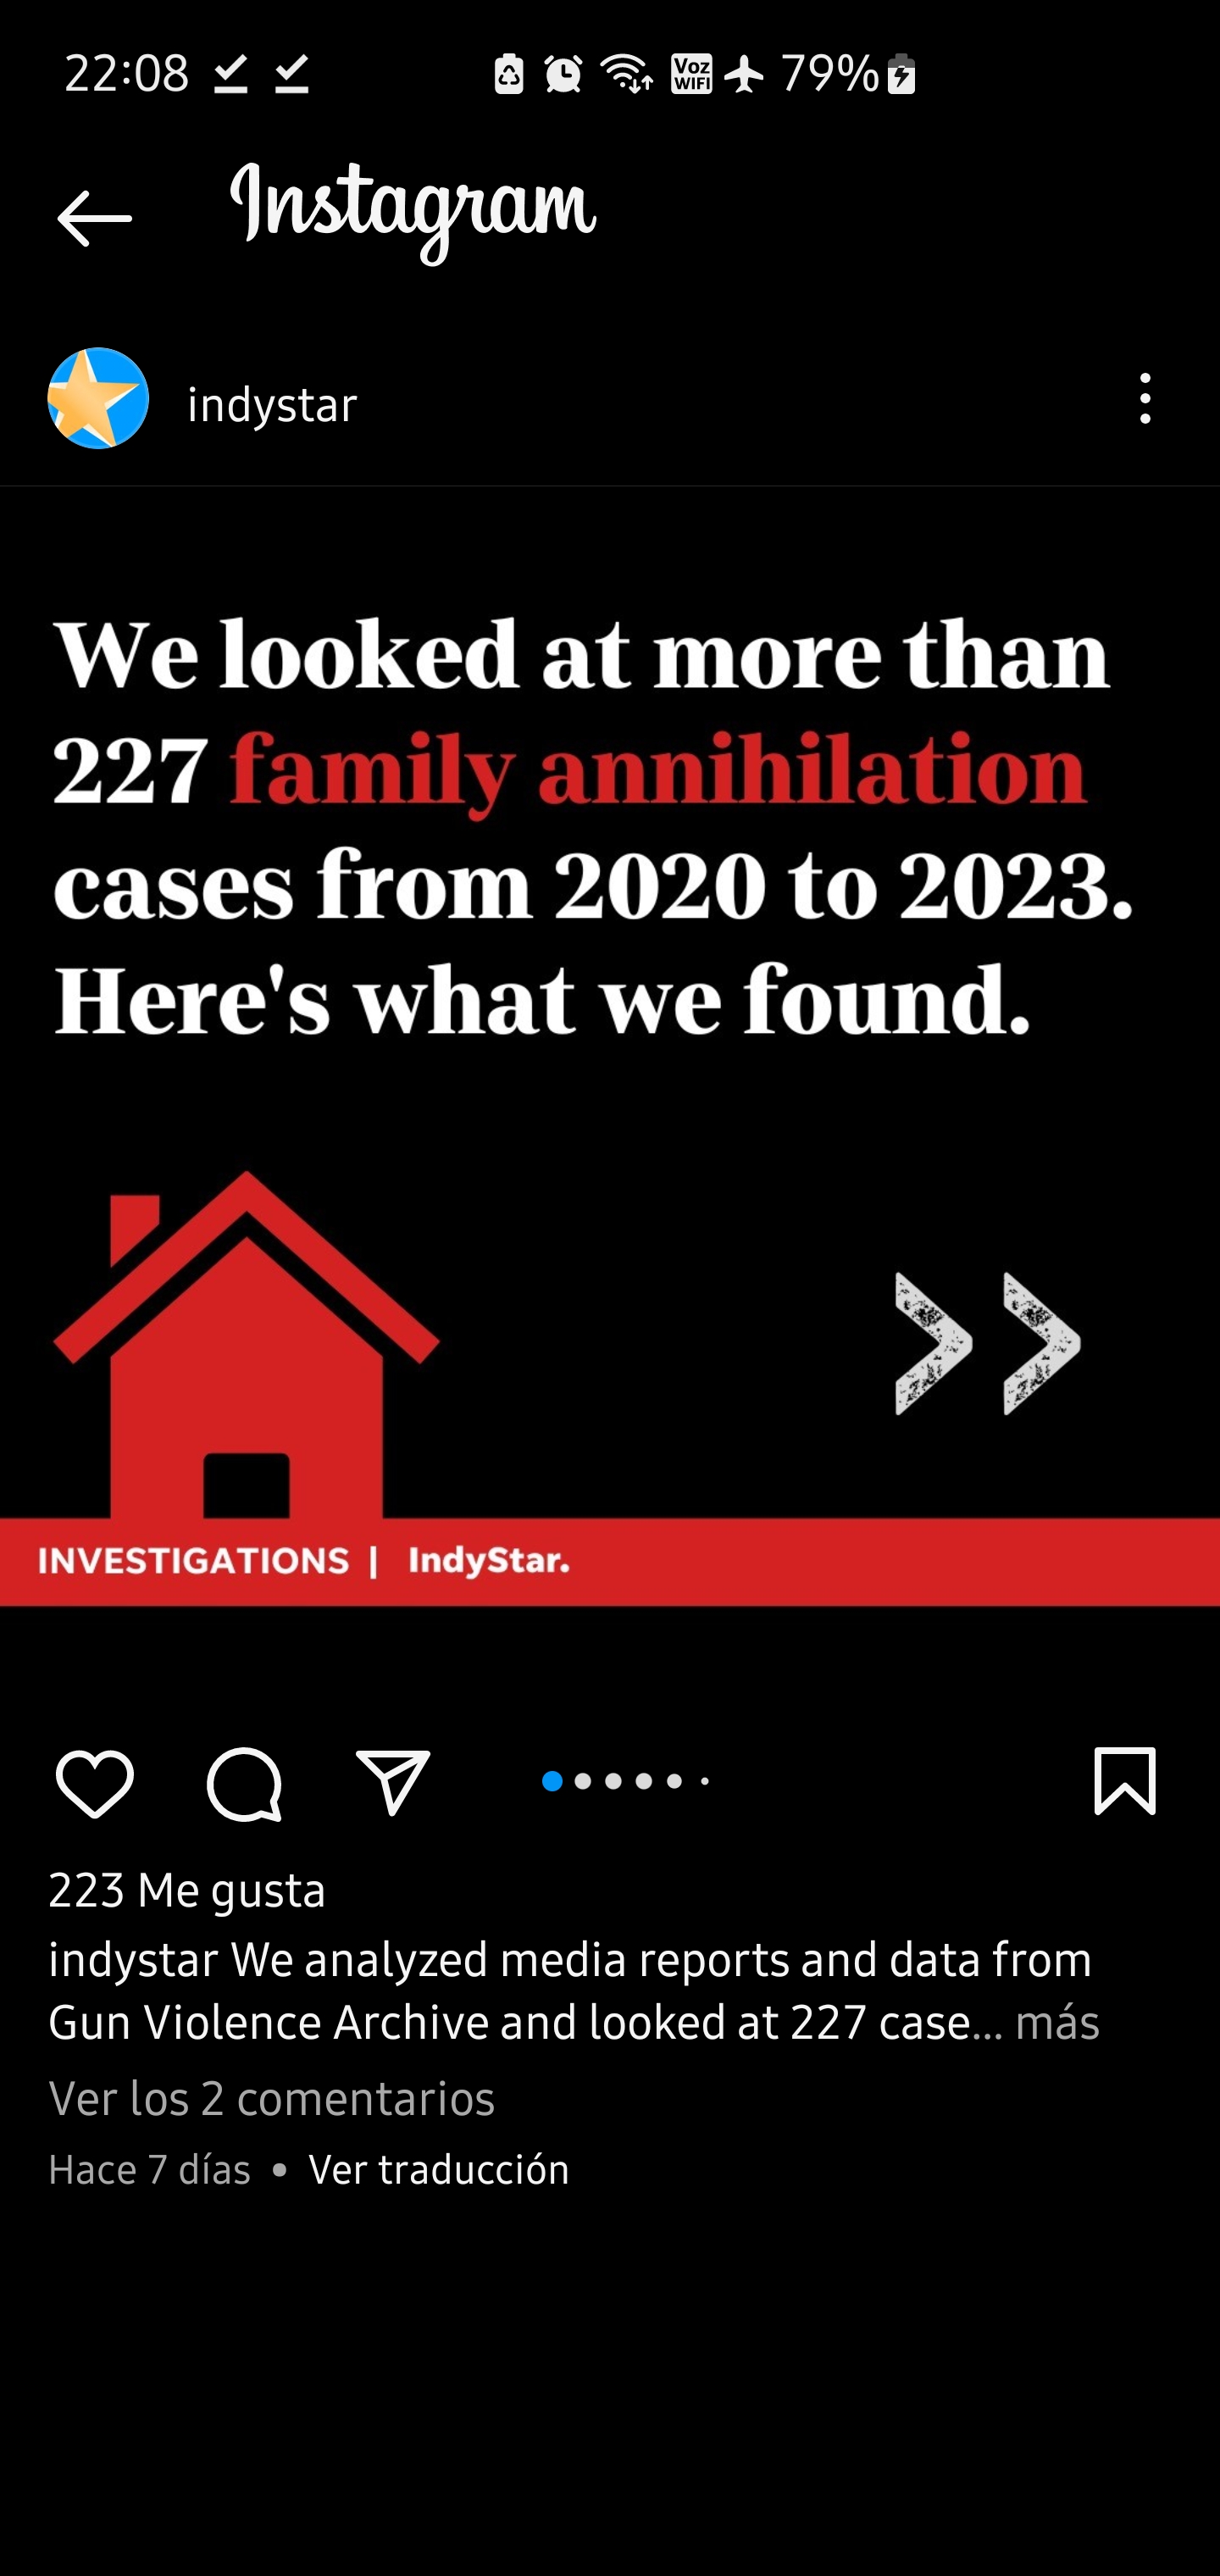 22:08 Voz WIFI 79%
Instagram
indystar
We looked at more than
227 family annihilation
cases from 2020 to 2023.
Here's what we found.
INVESTIGATIONS | IndyStar.
223 Me gusta
indystar We analyzed media reports and data from
Gun Violence Archive and looked at 227 case... más
Ver los 2 comentarios
Hace 7 días • Ver traducción